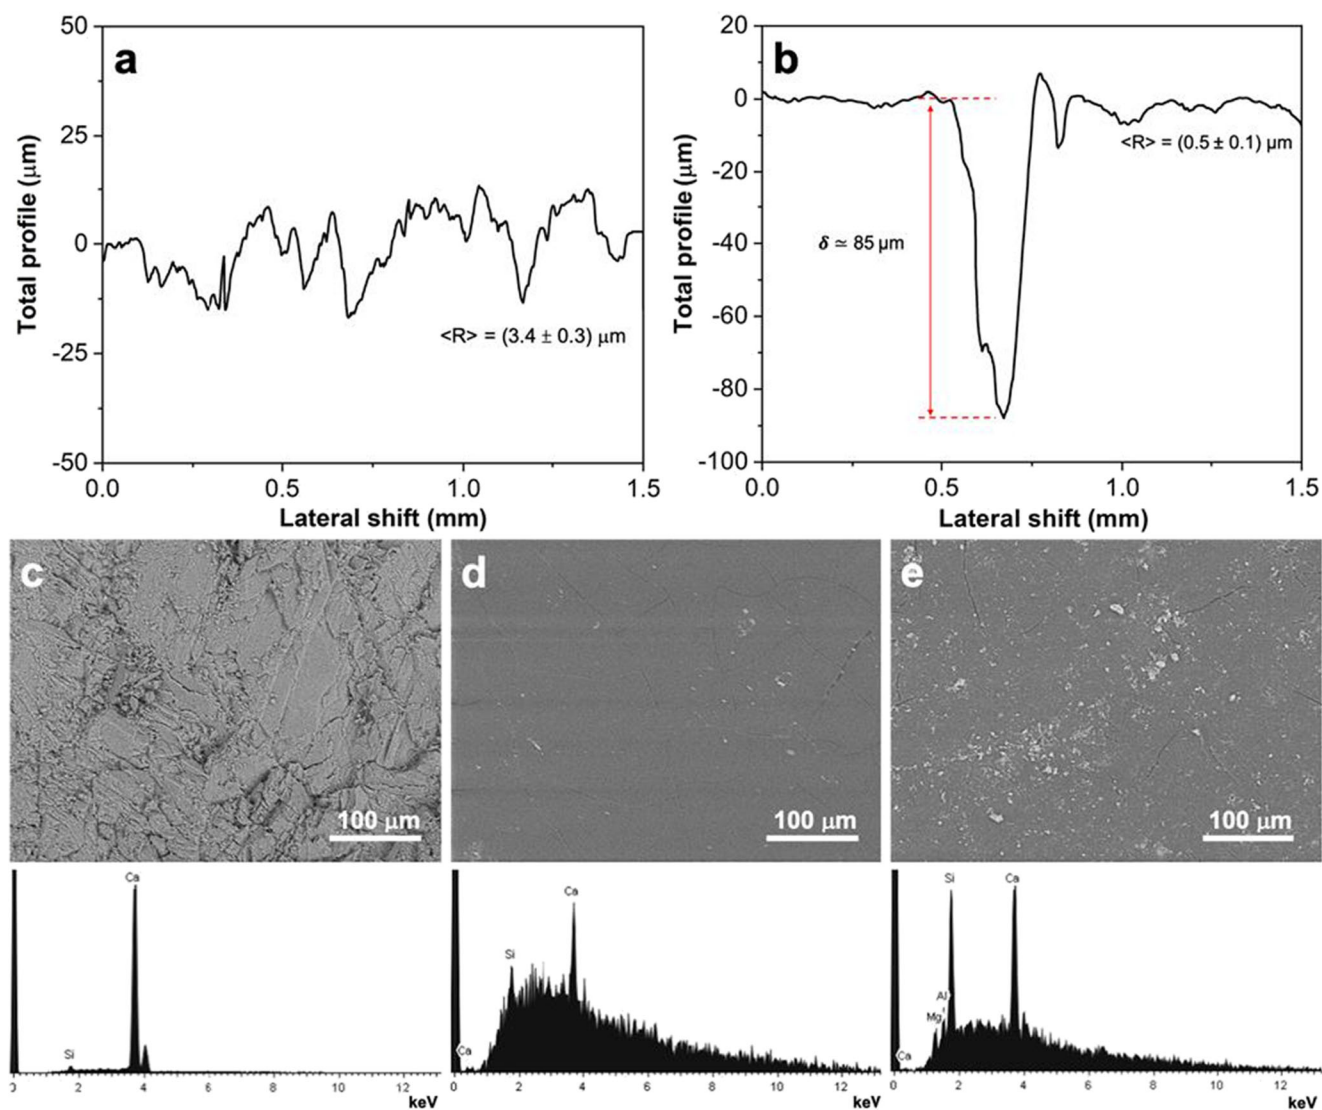 a
50
25
0
-25
-50
Total profile (μm)
<R> = (3.4 ± 0.3) μm
0.0 0.5 1.0 1.5
Lateral shift (mm)
b
20
0
-20
-40
-60
-80
-100
Total profile (μm)
δ ≃ 85 μm
<R> = (0.5 ± 0.1) μm
0.0 0.5 1.0 1.5
Lateral shift (mm)
c
100 μm
d
100 μm
e
100 μm
Ca
Si
0 2 4 6 8 10 12
keV
Ca
Si
Ca
0 2 4 6 8 10 12
keV
Si Ca
Al
Mg
Ca
0 2 4 6 8 10 12
keV